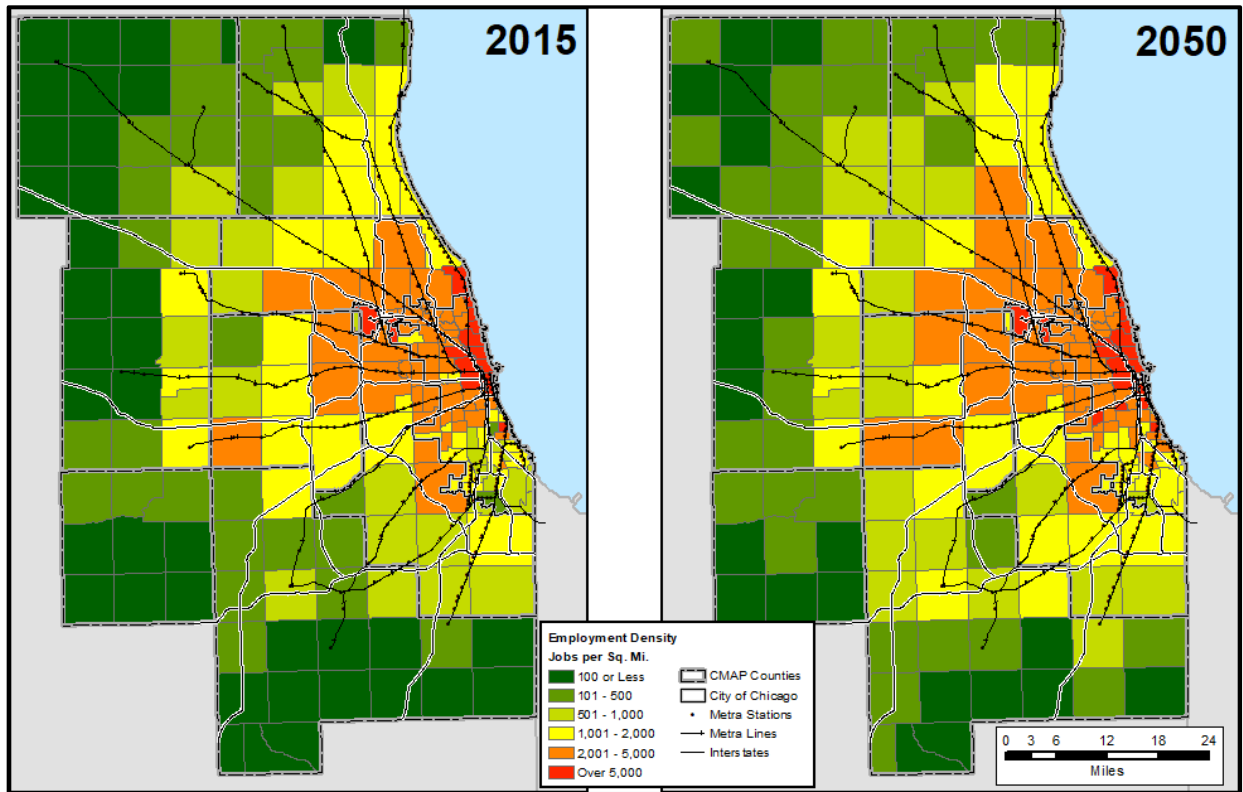 2015
2050
Employment Density
Jobs per Sq. Mi.
100 or Less
101 - 500
501 - 1,000
1,001 - 2,000
2,001 - 5,000
Over 5,000
CMAP Counties
City of Chicago
Metra Stations
Metra Lines
Interstates
0 3 6 12 18 24
Miles